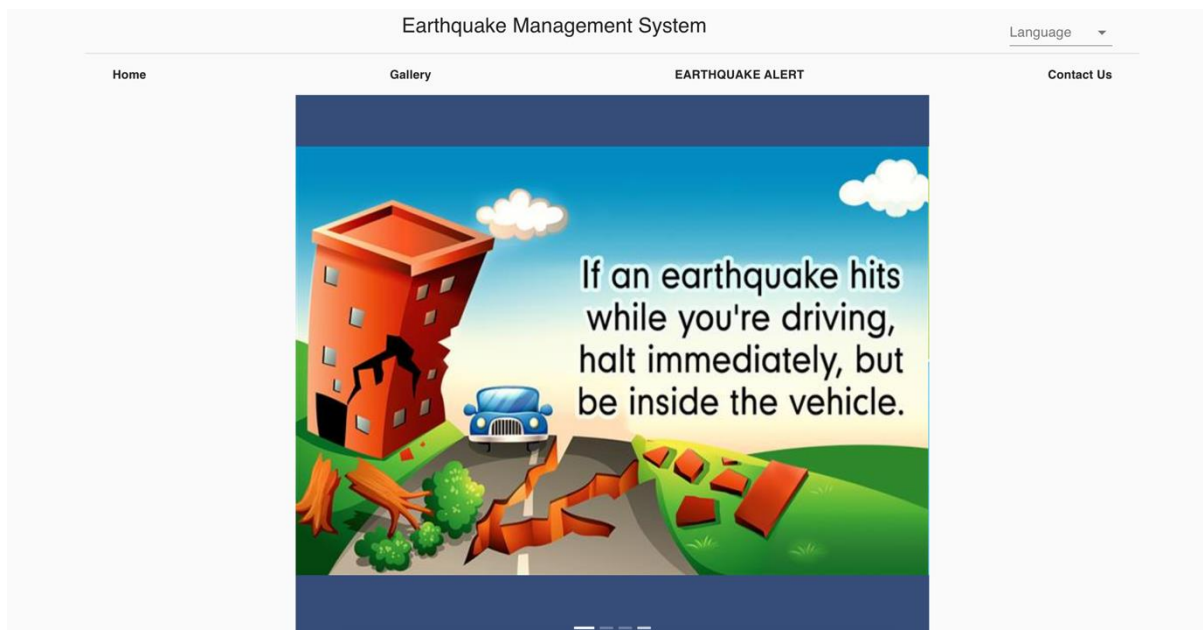 Earthquake Management System
Language
Home Gallery EARTHQUAKE ALERT Contact Us
If an earthquake hits
while you're driving,
halt immediately, but
be inside the vehicle.